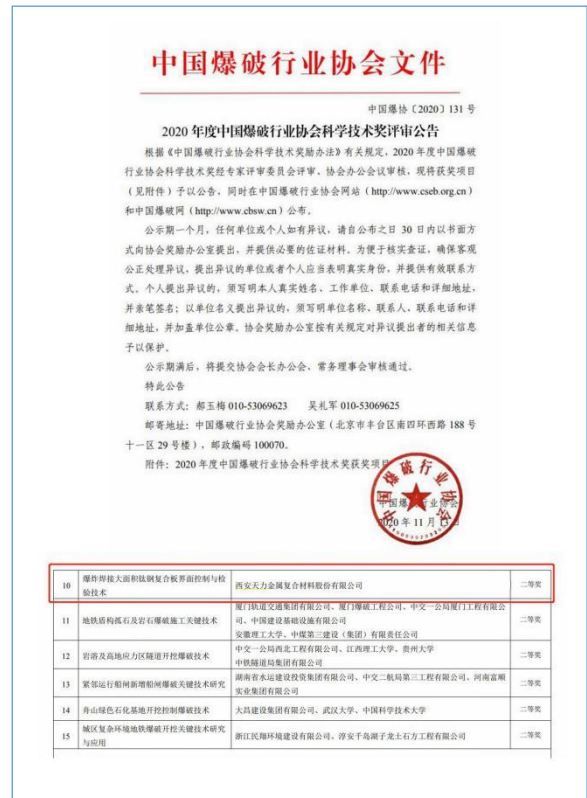 中国爆破行业协会文件
中国爆协〔2020〕131 号
2020 年度中国爆破行业协会科学技术奖评审公告
根据《中国爆破行业协会科学技术奖励办法》有关规定，2020 年度中国爆破
行业协会科学技术奖经专家评审委员会评审、协会办公会议审核，现将获奖项目
（见附件）予以公告，同时在中国爆破行业协会网站（http://www.cseb.org.cn）
和中国爆破网（http://www.cbsw.cn）公布。
公示期一个月，任何单位或个人如有异议，请自公布之日 30 日内以书面方
式向协会奖励办公室提出，并提供必要的佐证材料。为便于核实查证，确保客观
公正处理异议，提出异议的单位或者个人应当表明真实身份，并提供有效联系方
式。个人提出异议的，须写明本人真实姓名、工作单位、联系电话和详细地址，
并亲笔签名；以单位名义提出异议的，须写明单位名称、联系人、联系电话和详
细地址，并加盖单位公章。协会奖励办公室按有关规定对异议提出者的相关信息
予以保护。
公示期满后，将提交协会会长办公会、常务理事会审核通过。
特此公告
联系方式：郝玉梅 010-53069623 吴礼军 010-53069625
邮寄地址：中国爆破行业协会奖励办公室（北京市丰台区南四环西路 188 号
十一区 29 号楼），邮政编码 100070。
附件：2020 年度中国爆破行业协会科学技术奖获奖项目
中国爆破行业协会
中国爆破行业协会
2020 年 11 月 13 日
10 爆炸焊接大面积钛钢复合板界面控制与检 西安天力金属复合材料股份有限公司 二等奖
验技术
11 地铁盾构孤石及岩石爆破施工关键技术 厦门轨道交通集团有限公司、厦门爆破工程公司、中交一公局厦门工程有限公 二等奖
司、中国建设基础设施有限公司
安徽理工大学、中煤第三建设（集团）有限责任公司
12 岩溶及高地应力区隧道开挖爆破技术 中交一公局西北工程有限公司、江西理工大学、贵州大学 二等奖
中铁隧道局集团有限公司
13 紧邻运行船闸新增船闸爆破关键技术研究 湖南省水运建设投资集团有限公司、中交二航局第三工程有限公司、河南富顺 二等奖
实业集团有限公司
14 舟山绿色石化基地开挖控制爆破技术 大昌建设集团有限公司、武汉大学、中国科学技术大学 二等奖
15 城区复杂环境地铁爆破开挖关键技术研究 浙江民翔环境建设有限公司、淳安千岛湖子龙土石方工程有限公司 二等奖
与应用